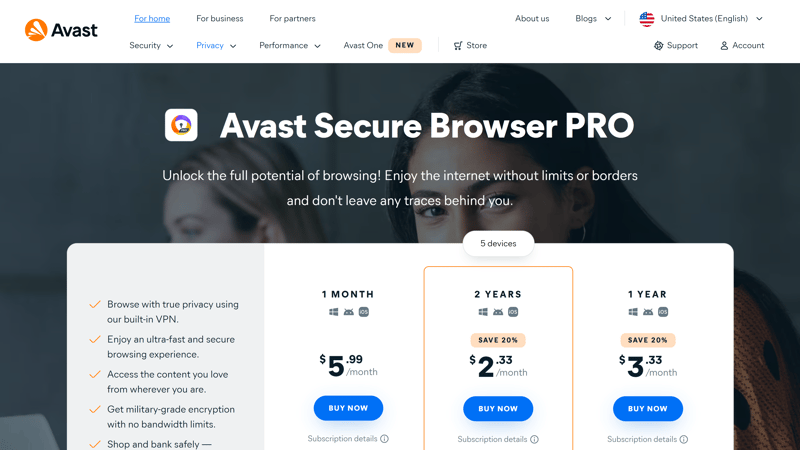 Avast
For home
For business
For partners
About us
Blogs
United States (English)
Security
Privacy
Performance
Avast One
NEW
Store
Support
Account
Avast Secure Browser PRO
Unlock the full potential of browsing! Enjoy the internet without limits or borders
and don't leave any traces behind you.
5 devices
Browse with true privacy using
our built-in VPN.
Enjoy an ultra-fast and secure
browsing experience.
Access the content you love
from wherever you are.
Get military-grade encryption
with no bandwidth limits.
Shop and bank safely —
1 MONTH
iOS
$5.99
/month
BUY NOW
Subscription details
2 YEARS
iOS
SAVE 20%
$2.33
/month
BUY NOW
Subscription details
1 YEAR
iOS
SAVE 20%
$3.33
/month
BUY NOW
Subscription details